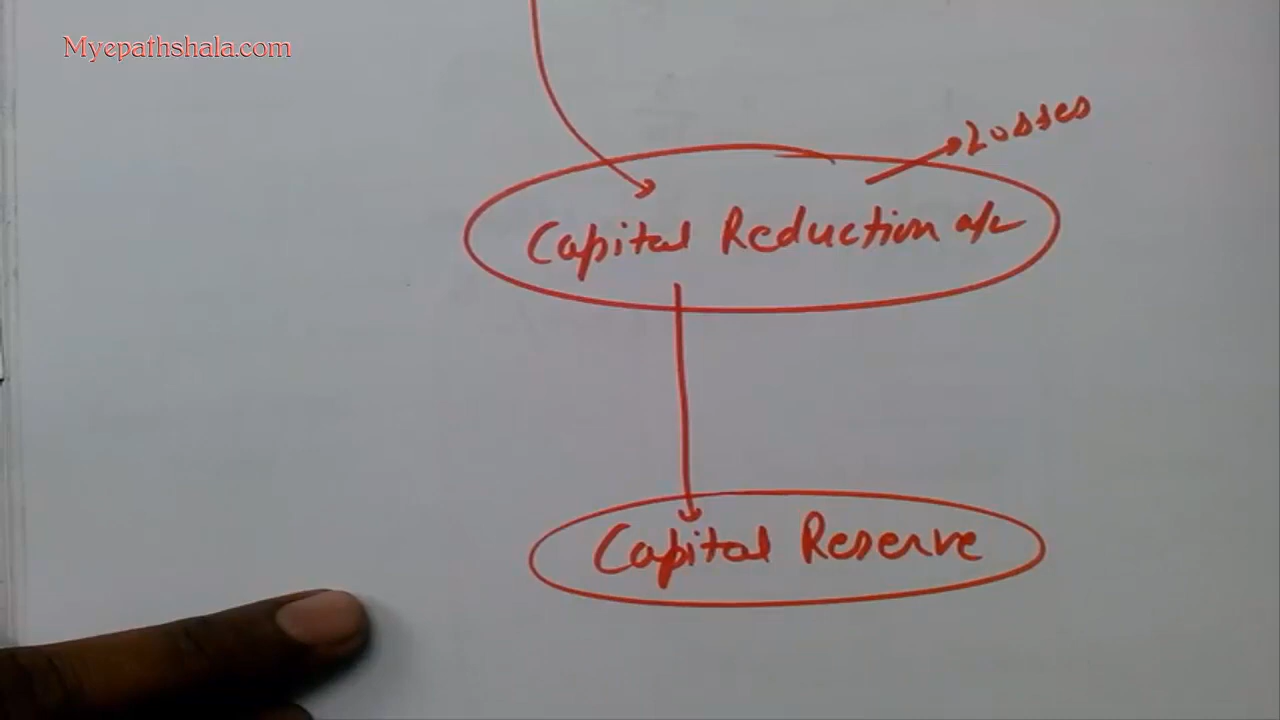 Myepathshala.com
Losses
Capital Reduction a/c
Capital Reserve